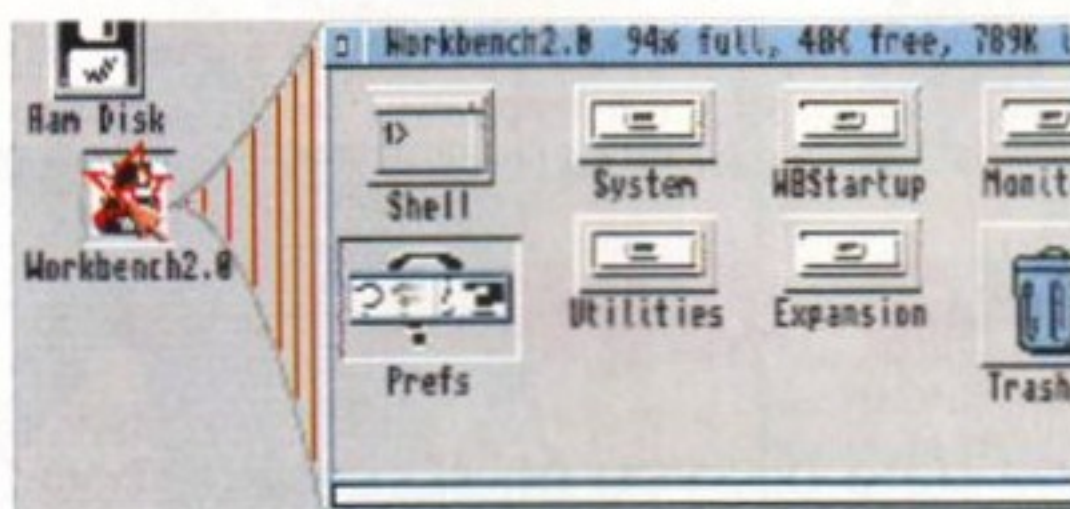 Workbench2.0 94% full, 48K free, 789K
Ram Disk
1>
Shell
System
WBStartup
Monit
Workbench2.0
Prefs
Utilities
Expansion
Trash